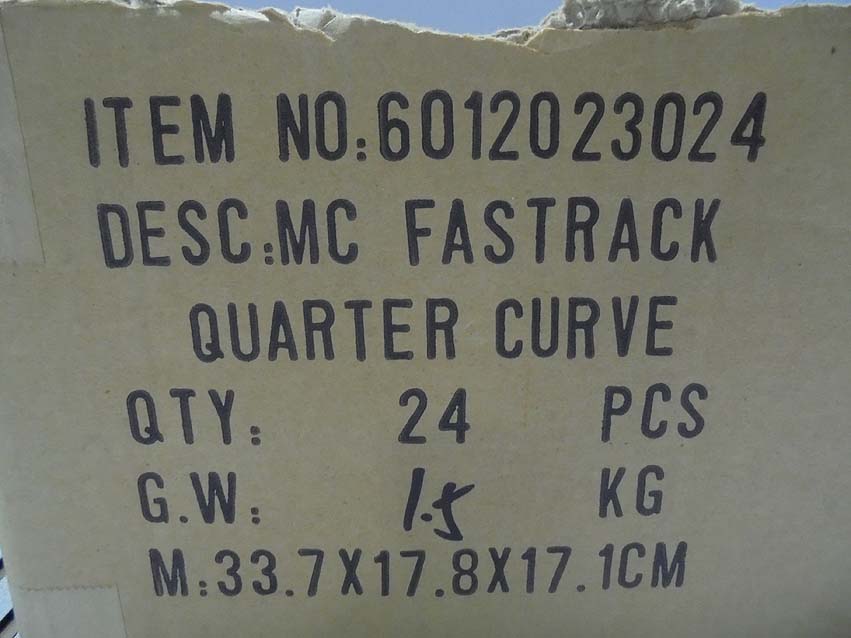 ITEM NO:6012023024
DESC:MC FASTRACK
QUARTER CURVE
QTY: 24 PCS
G.W: 1.5 KG
M:33.7X17.8X17.1CM